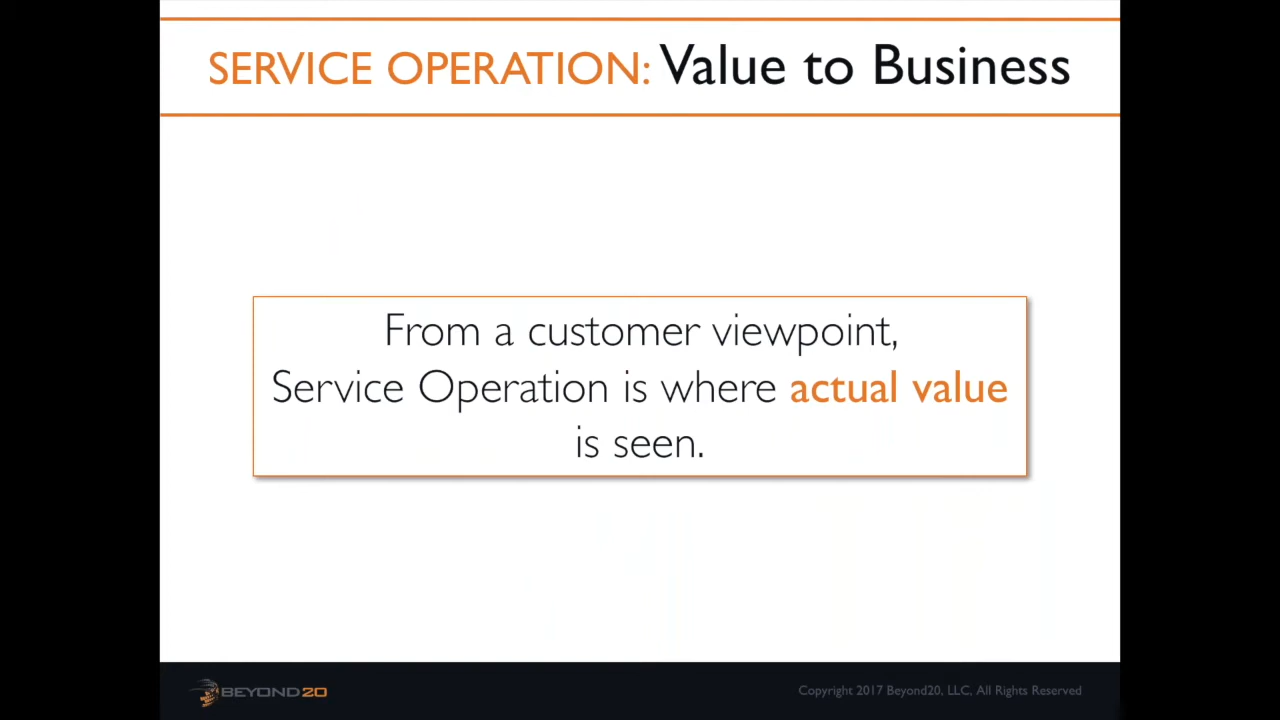 SERVICE OPERATION: Value to Business
From a customer viewpoint,
Service Operation is where actual value
is seen.
BEYOND20
Copyright 2017 Beyond20, LLC, All Rights Reserved